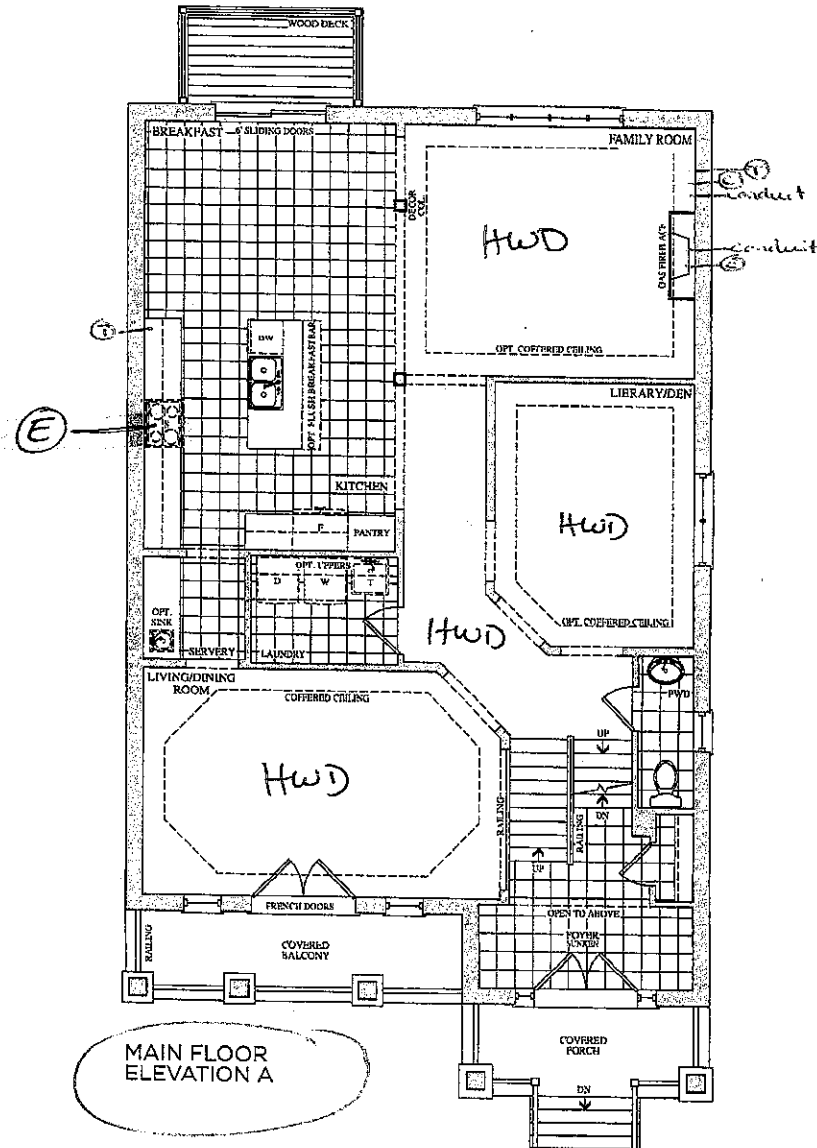 WOOD DECK
BREAKFAST
6' SLIDING DOORS
FAMILY ROOM
DECOR
COL.
HWD
conduit
GAS FIREPLACE
conduit
OPT. COFFERED CEILING
DW
OPT FLUSH BREAKFAST BAR
LIBRARY/DEN
E
KITCHEN
HWD
F
PANTRY
OPT. UPPERS
D
W
T
OPT.
SINK
OPT. COFFERED CEILING
HWD
SERVERY
LAUNDRY
LIVING/DINING
ROOM
COFFERED CEILING
PWD
UP
HWD
RAILING
RAILING
DN
UP
FRENCH DOORS
OPEN TO ABOVE
FOYER
SUNKEN
RAILING
COVERED
BALCONY
COVERED
PORCH
MAIN FLOOR
ELEVATION A
DN